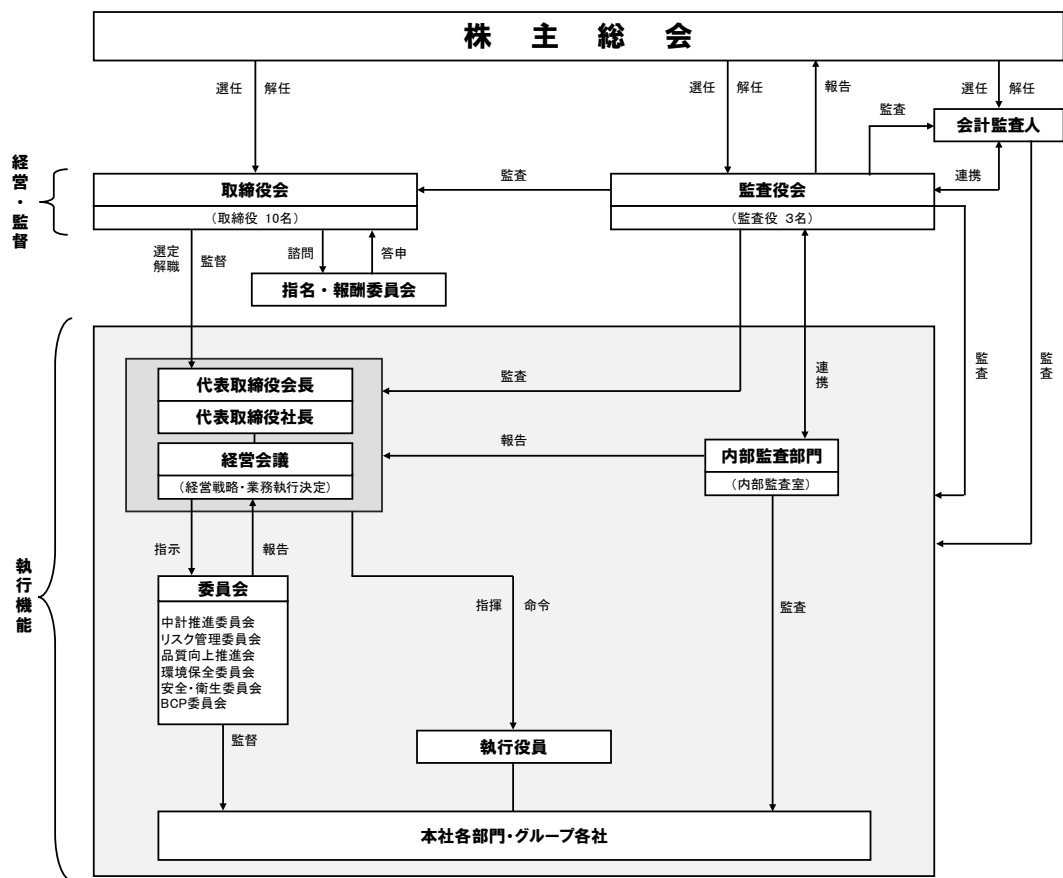 株 主 総 会
選任
解任
選任
解任
報告
選任
解任
監査
会計監査人
経営・監督
取締役会
(取締役 10名)
監査
監査役会
(監査役 3名)
連携
選定
解職
監督
諮問
答申
指名・報酬委員会
執行機能
代表取締役会長
代表取締役社長
経営会議
(経営戦略・業務執行決定)
監査
連携
監査
監査
報告
内部監査部門
(内部監査室)
指示
報告
委員会
中計推進委員会
リスク管理委員会
品質向上推進会
環境保全委員会
安全・衛生委員会
BCP委員会
指揮
命令
監査
監督
執行役員
本社各部門・グループ各社